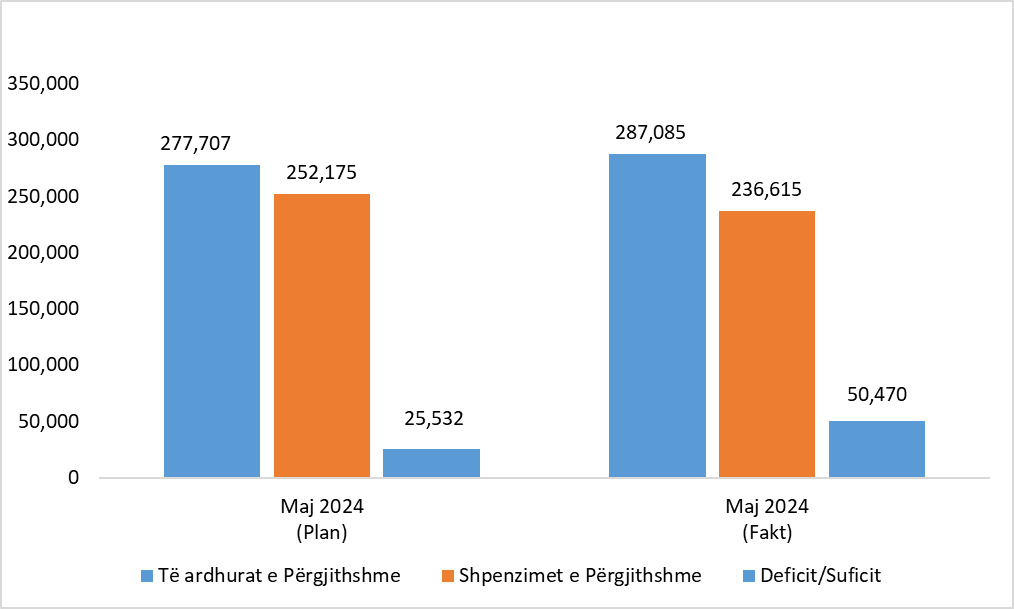 350,000
300,000
250,000
200,000
150,000
100,000
50,000
0
277,707
252,175
25,532
287,085
236,615
50,470
Maj 2024
(Plan)
Maj 2024
(Fakt)
Të ardhurat e Përgjithshme
Shpenzimet e Përgjithshme
Deficit/Suficit